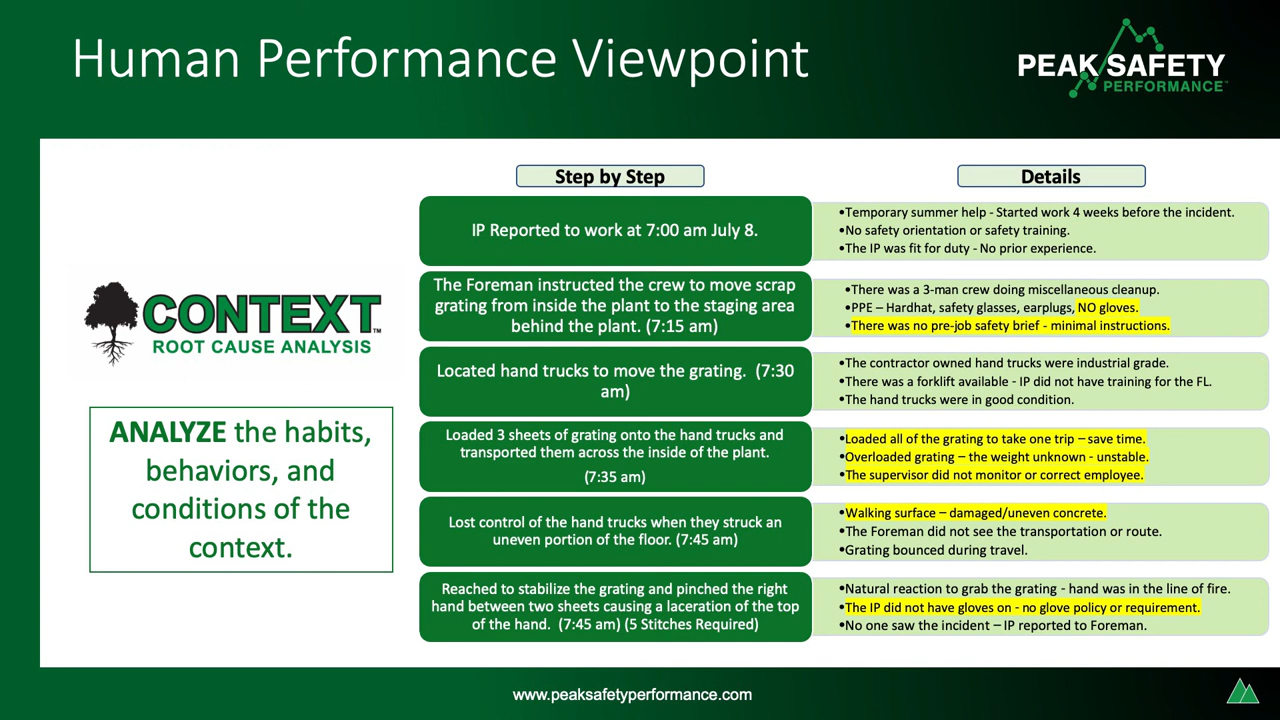 Human Performance Viewpoint
PEAK SAFETY
PERFORMANCE™
Step by Step
Details
IP Reported to work at 7:00 am July 8.
•Temporary summer help - Started work 4 weeks before the incident.
•No safety orientation or safety training.
•The IP was fit for duty - No prior experience.
The Foreman instructed the crew to move scrap
grating from inside the plant to the staging area
behind the plant. (7:15 am)
•There was a 3-man crew doing miscellaneous cleanup.
•PPE – Hardhat, safety glasses, earplugs, NO gloves.
•There was no pre-job safety brief - minimal instructions.
CONTEXT™
ROOT CAUSE ANALYSIS
Located hand trucks to move the grating. (7:30
am)
•The contractor owned hand trucks were industrial grade.
•There was a forklift available - IP did not have training for the FL.
•The hand trucks were in good condition.
ANALYZE the habits,
behaviors, and
conditions of the
context.
Loaded 3 sheets of grating onto the hand trucks and
transported them across the inside of the plant.
(7:35 am)
•Loaded all of the grating to take one trip – save time.
•Overloaded grating – the weight unknown - unstable.
•The supervisor did not monitor or correct employee.
Lost control of the hand trucks when they struck an
uneven portion of the floor. (7:45 am)
•Walking surface – damaged/uneven concrete.
•The Foreman did not see the transportation or route.
•Grating bounced during travel.
Reached to stabilize the grating and pinched the right
hand between two sheets causing a laceration of the top
of the hand. (7:45 am) (5 Stitches Required)
•Natural reaction to grab the grating - hand was in the line of fire.
•The IP did not have gloves on - no glove policy or requirement.
•No one saw the incident – IP reported to Foreman.
www.peaksafetyperformance.com